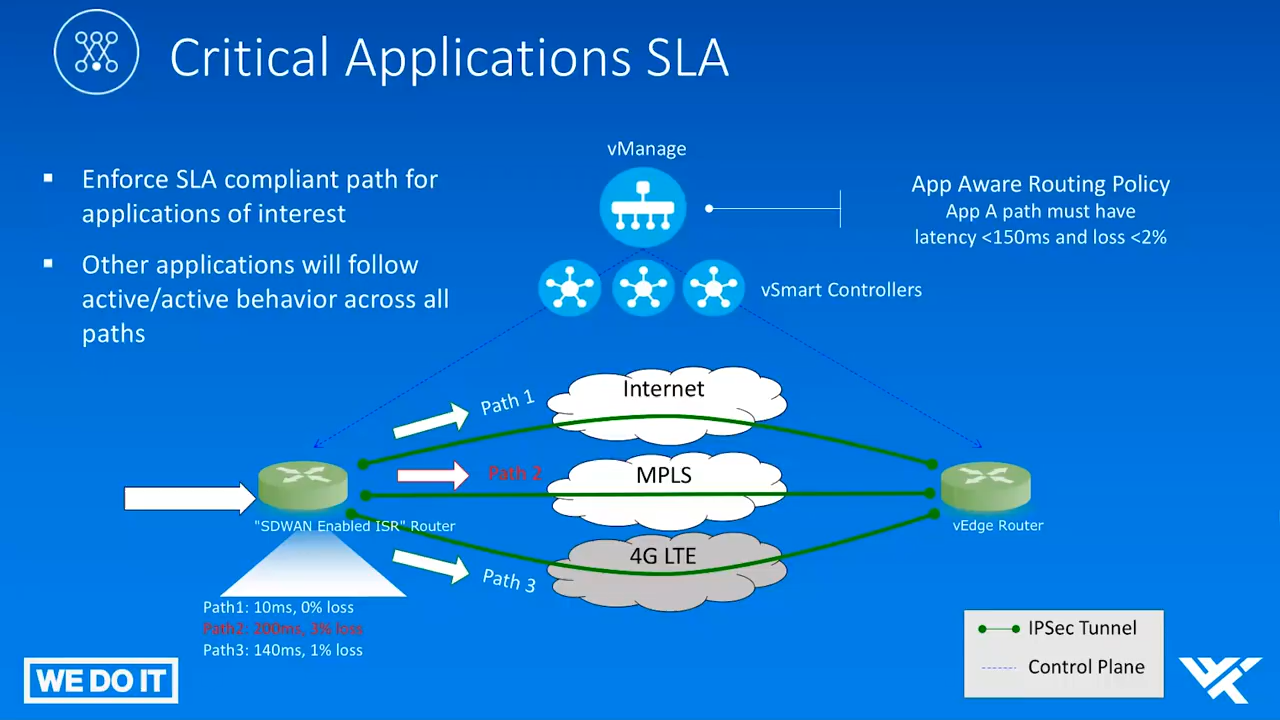 Critical Applications SLA
Enforce SLA compliant path for
applications of interest
Other applications will follow
active/active behavior across all
paths
vManage
App Aware Routing Policy
App A path must have
latency <150ms and loss <2%
vSmart Controllers
Path 1
Internet
Path 2
MPLS
"SDWAN Enabled ISR" Router
vEdge Router
Path 3
4G LTE
Path1: 10ms, 0% loss
Path2: 200ms, 3% loss
Path3: 140ms, 1% loss
IPSec Tunnel
Control Plane
WE DO IT